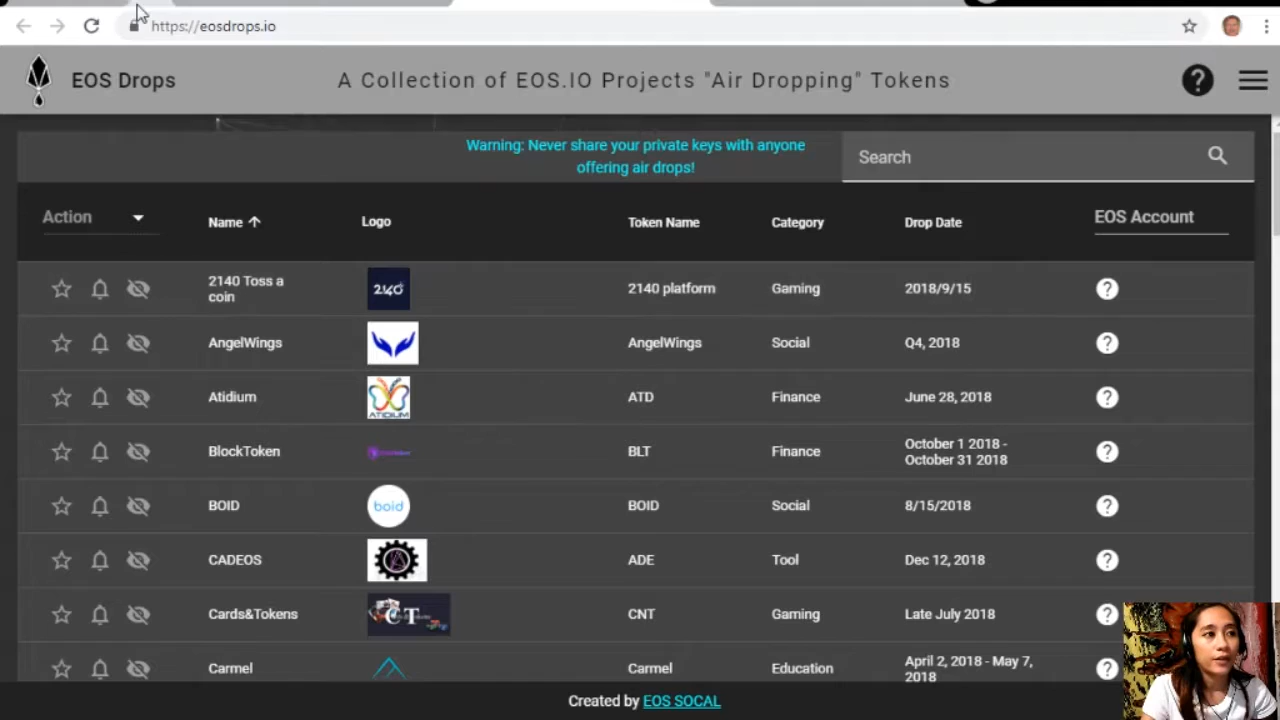 https://eosdrops.io
EOS Drops
A Collection of EOS.IO Projects "Air Dropping" Tokens
Warning: Never share your private keys with anyone
offering air drops!
Search
Action
Name
Logo
Token Name
Category
Drop Date
EOS Account
2140 Toss a
coin
2140
2140 platform
Gaming
2018/9/15
AngelWings
AngelWings
Social
Q4, 2018
Atidium
ATIDIUM
ATD
Finance
June 28, 2018
BlockToken
BLT
Finance
October 1 2018 -
October 31 2018
BOID
boid
BOID
Social
8/15/2018
CADEOS
ADE
Tool
Dec 12, 2018
Cards&Tokens
CT
CNT
Gaming
Late July 2018
Carmel
Carmel
Education
April 2, 2018 - May 7,
2018
Created by EOS SOCAL